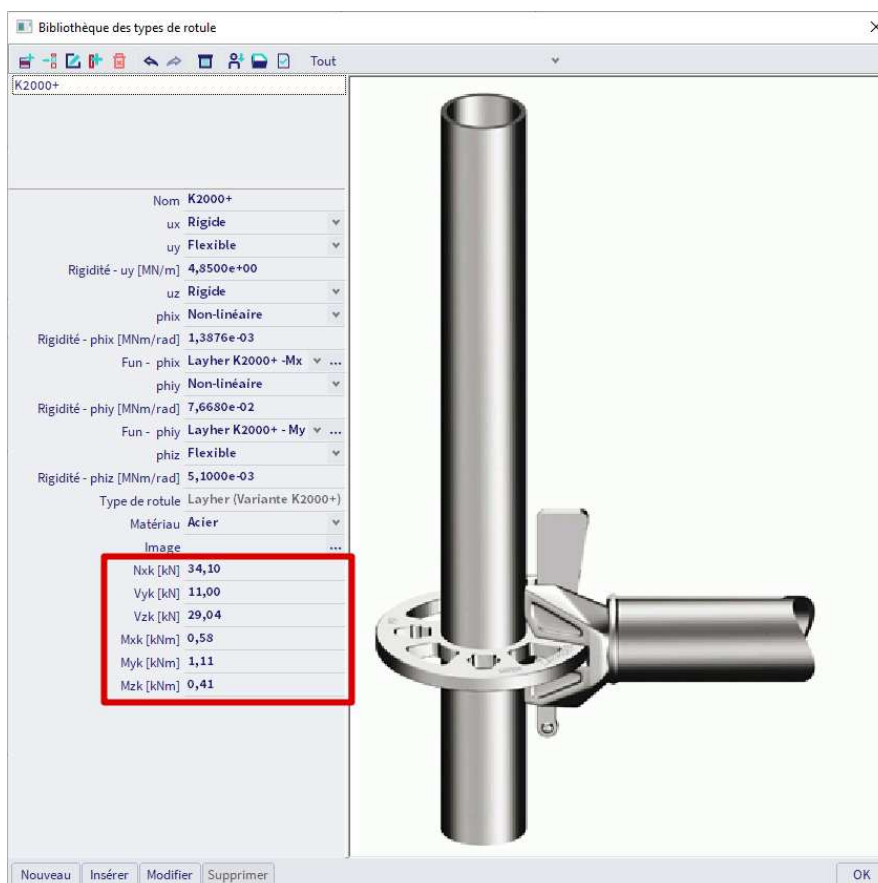 Bibliothèque des types de rotule
Tout
K2000+
Nom K2000+
ux Rigide
uy Flexible
Rigidité - uy [MN/m] 4,8500e+00
uz Rigide
phix Non-linéaire
Rigidité - phix [MNm/rad] 1,3876e-03
Fun - phix Layher K2000+ -Mx ...
phiy Non-linéaire
Rigidité - phiy [MNm/rad] 7,6680e-02
Fun - phiy Layher K2000+ - My ...
phiz Flexible
Rigidité - phiz [MNm/rad] 5,1000e-03
Type de rotule Layher (Variante K2000+)
Matériau Acier
Image ...
Nxk [kN] 34,10
Vyk [kN] 11,00
Vzk [kN] 29,04
Mxk [kNm] 0,58
Myk [kNm] 1,11
Mzk [kNm] 0,41
Nouveau Insérer Modifier Supprimer OK